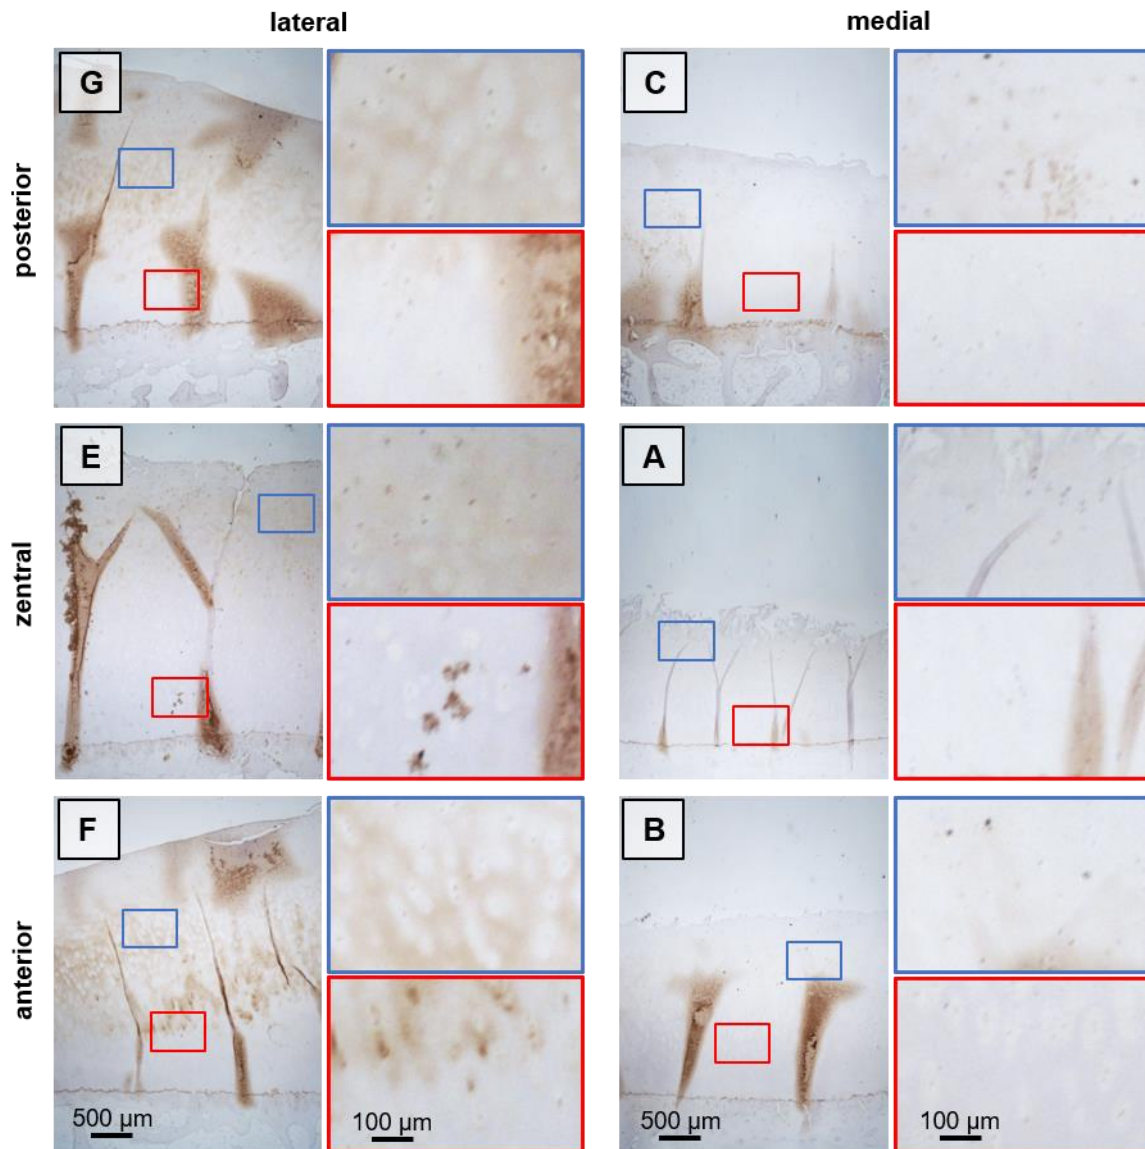 lateral
medial
posterior
G
C
zentral
E
A
anterior
F
B
500 µm
100 µm
500 µm
100 µm